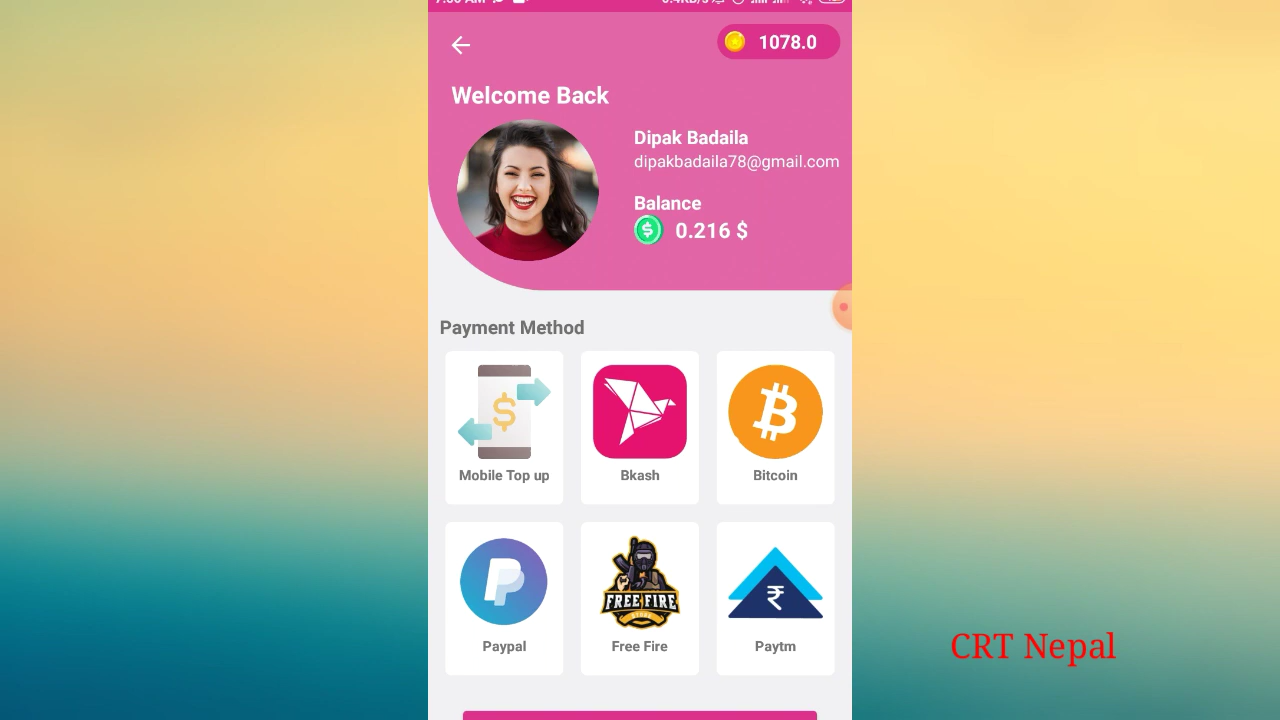 1078.0
Welcome Back
Dipak Badaila
dipakbadaila78@gmail.com
Balance
0.216 $
Payment Method
Mobile Top up
Bkash
Bitcoin
FREE FIRE
Paypal
Free Fire
Paytm
CRT Nepal